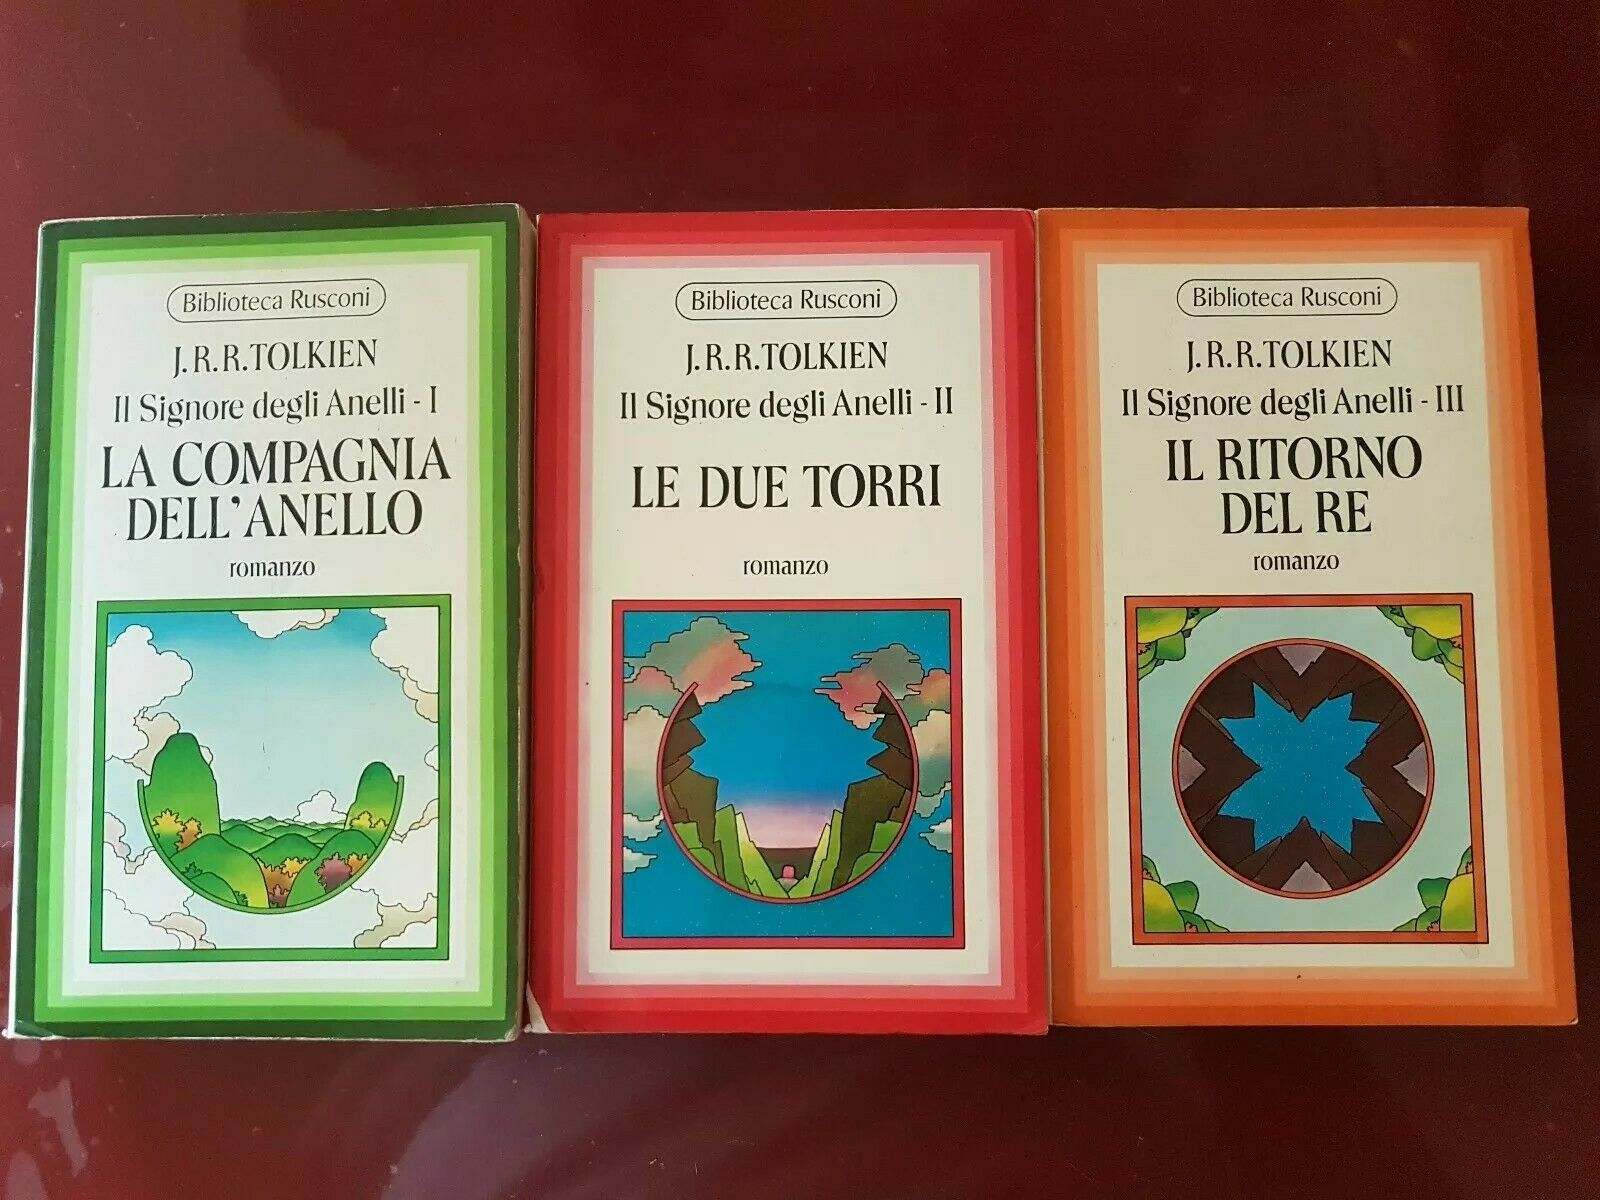 Biblioteca Rusconi
J.R.R.TOLKIEN
Il Signore degli Anelli - I
LA COMPAGNIA
DELL'ANELLO
romanzo
Biblioteca Rusconi
J.R.R.TOLKIEN
Il Signore degli Anelli - II
LE DUE TORRI
romanzo
Biblioteca Rusconi
J.R.R.TOLKIEN
Il Signore degli Anelli - III
IL RITORNO
DEL RE
romanzo